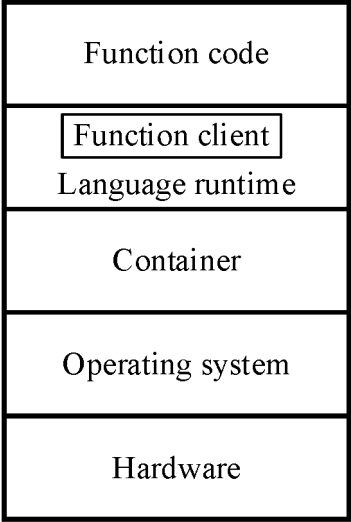 Function code
Function client
Language runtime
Container
Operating system
Hardware